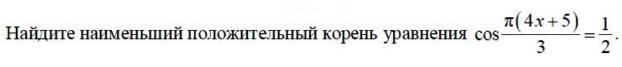 Найдите наименьший положительный корень уравнения cos π(4x+5)/3 = 1/2.